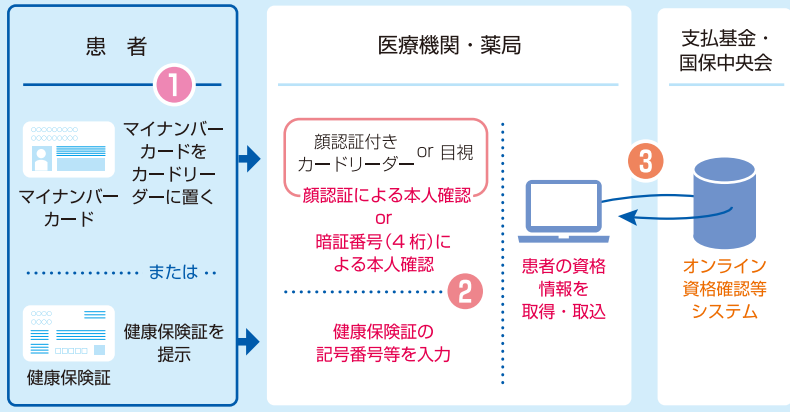 患 者
1
マイナンバー
カードを
カードリー
ダーに置く
マイナンバー
カード
または
健康保険証を
提示
健康保険証
医療機関・薬局
顔認証付き
カードリーダー
or 目視
顔認証による本人確認
or
暗証番号(4 桁)に
よる本人確認
2
健康保険証の
記号番号等を入力
患者の資格
情報を
取得・取込
3
支払基金・
国保中央会
オンライン
資格確認等
システム